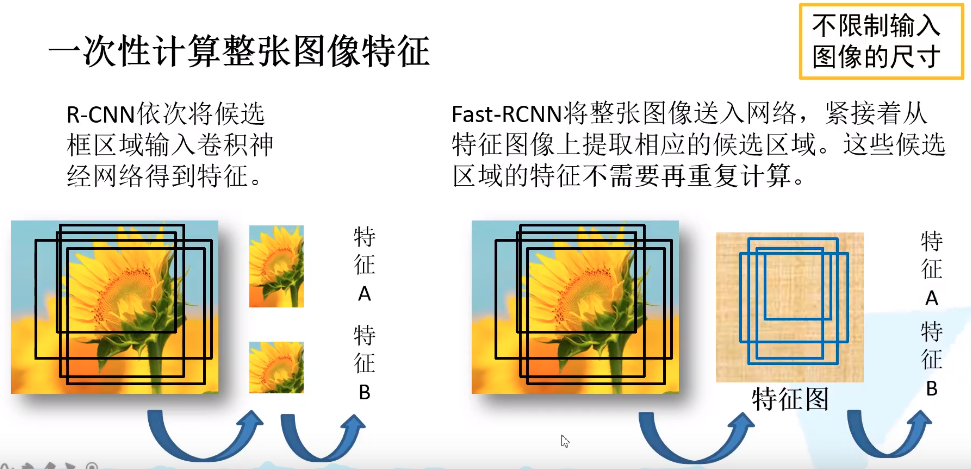 不限制输入
图像的尺寸
一次性计算整张图像特征
R-CNN依次将候选
框区域输入卷积神
经网络得到特征。
Fast-RCNN将整张图像送入网络，紧接着从
特征图像上提取相应的候选区域。这些候选
区域的特征不需要再重复计算。
特
征
A
特
征
B
特征图
特
征
A
特
征
B